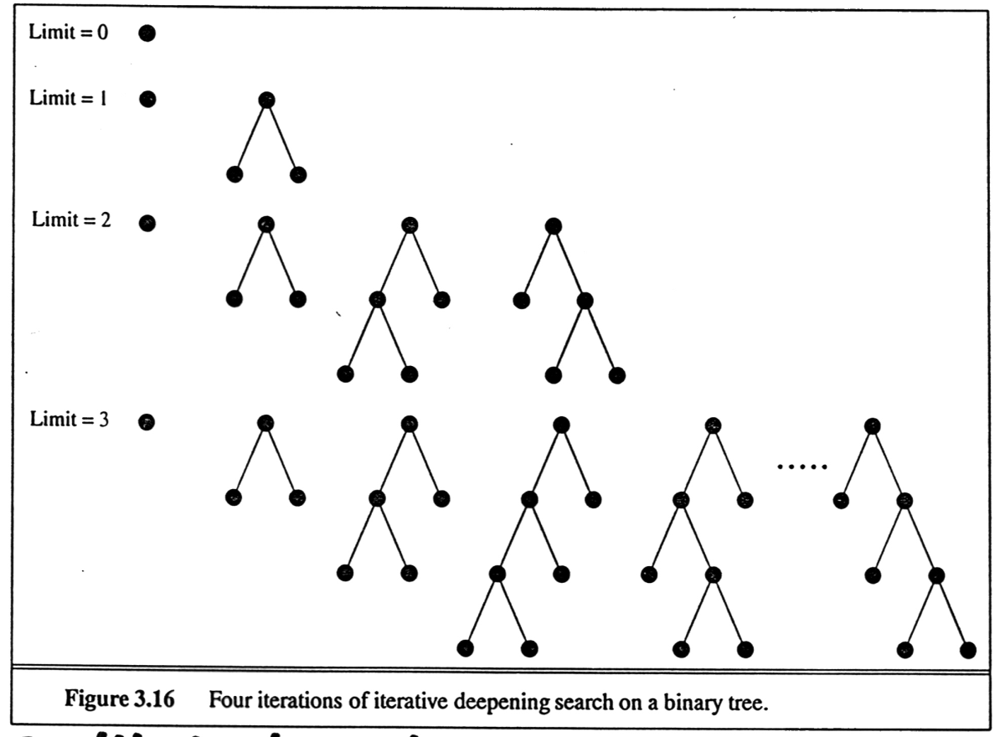 Limit = 0
Limit = 1
Limit = 2
Limit = 3
.....
Figure 3.16 Four iterations of iterative deepening search on a binary tree.